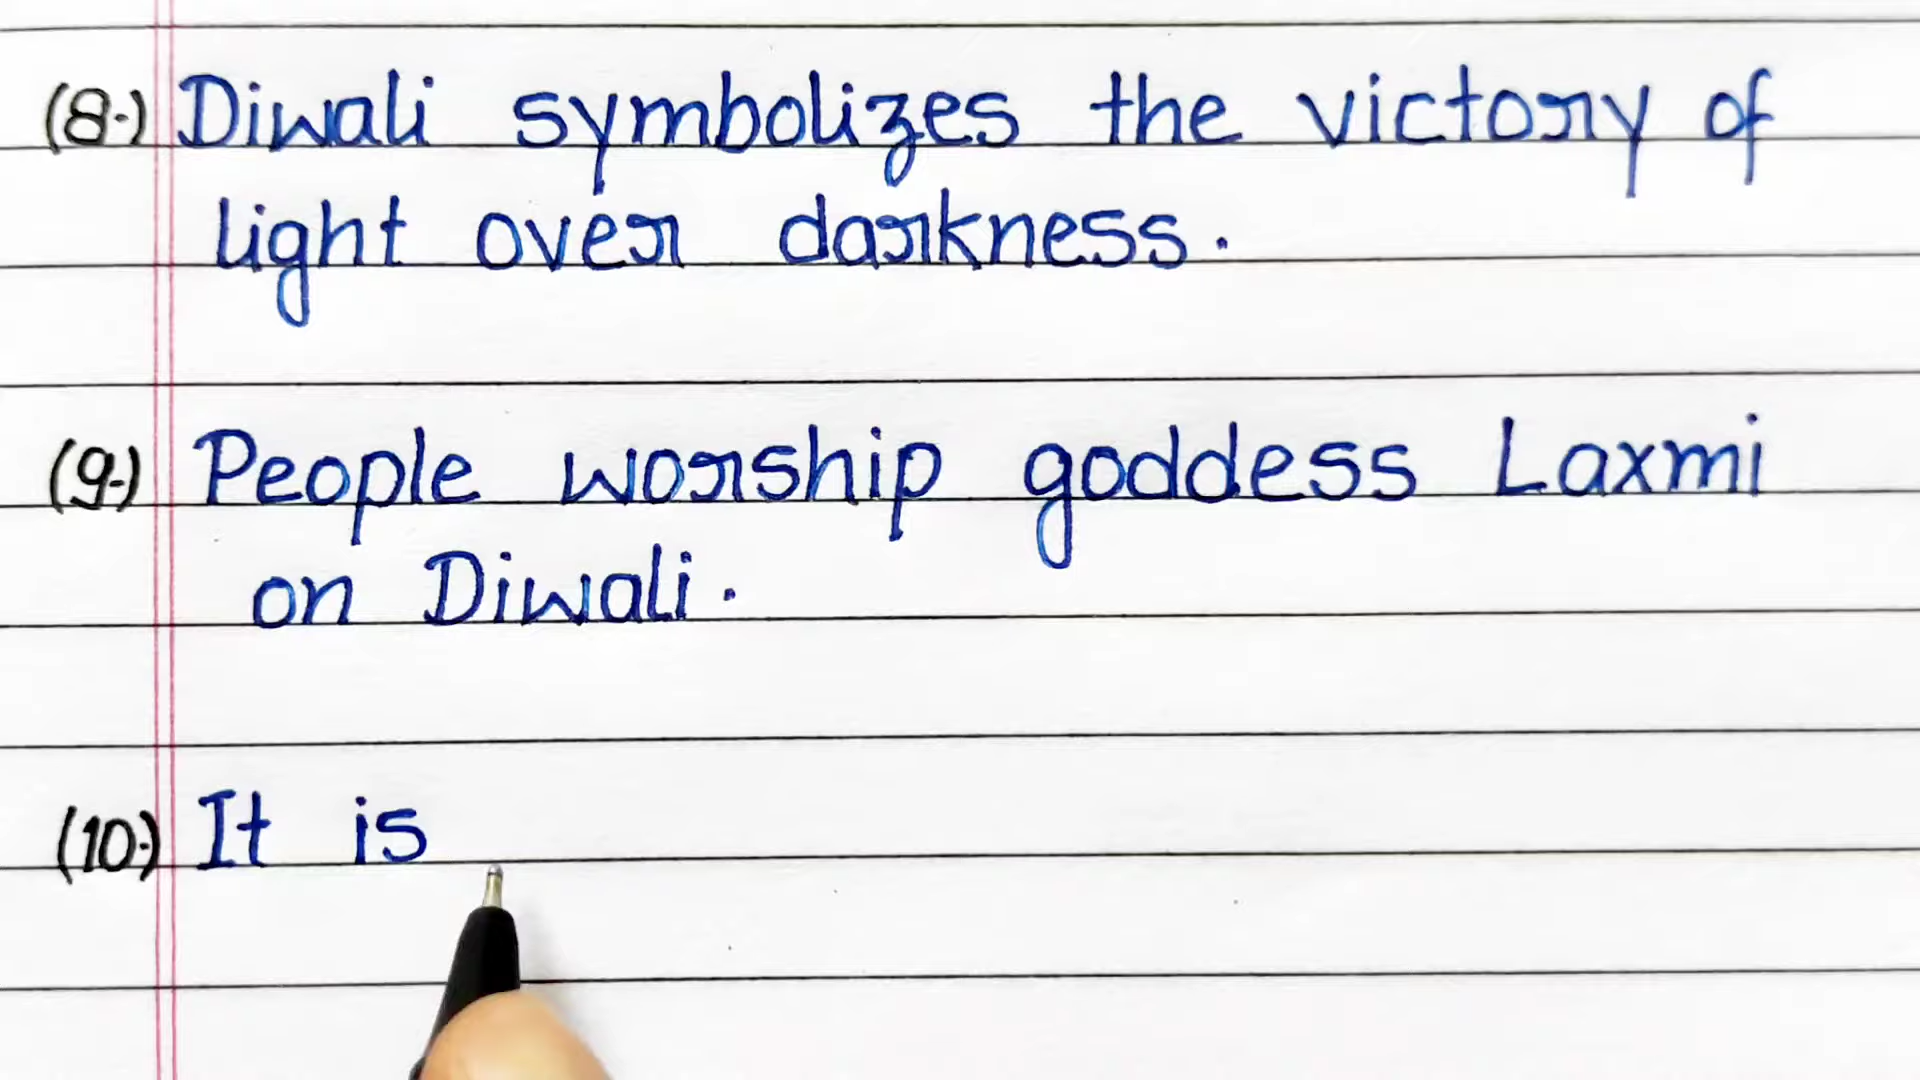 (8.) Diwali symbolizes the victory of
light over darkness.
(9.) People worship goddess Laxmi
on Diwali.
(10.) It is